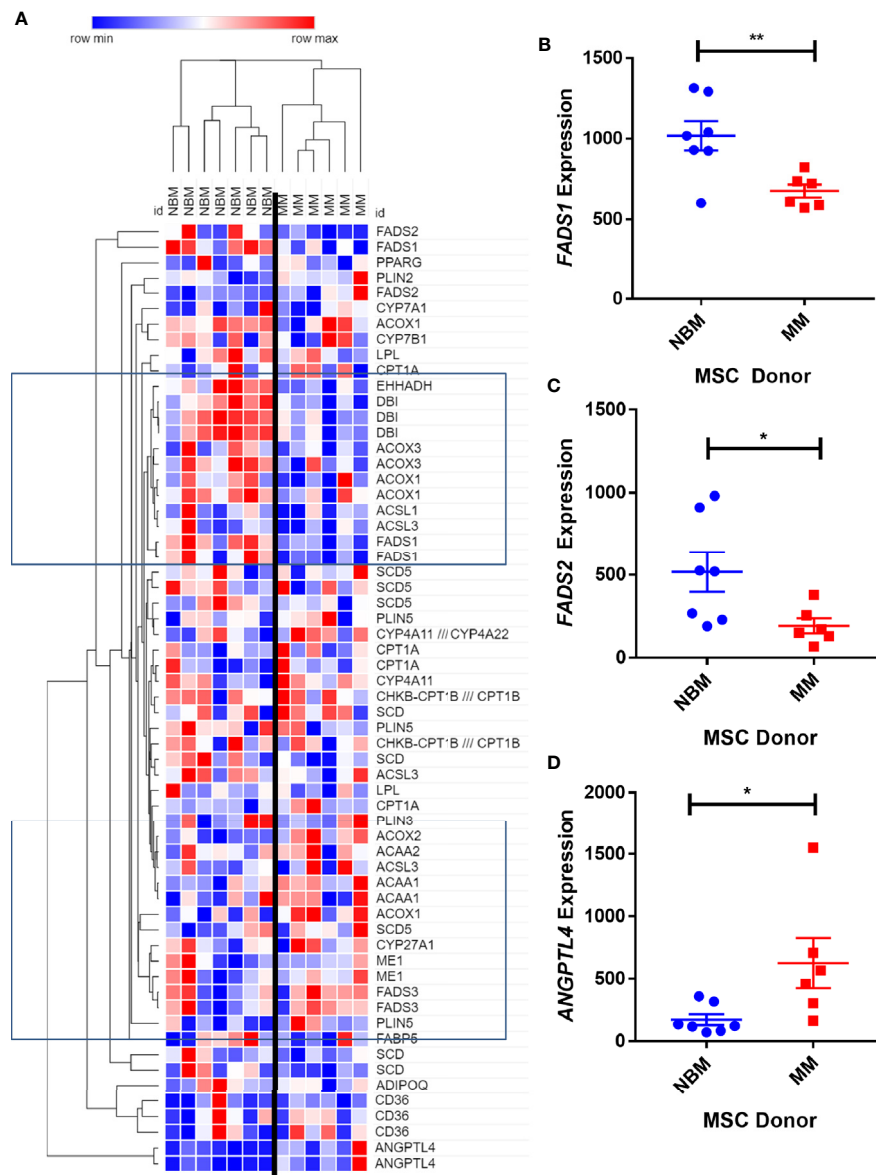 A
row min
row max
id
NBM
NBM
NBM
NBM
NBM
NBM
NBM
MM
MM
MM
MM
MM
MM
id
FADS2
FADS1
PPARG
PLIN2
FADS2
CYP7A1
ACOX1
CYP7B1
LPL
CPT1A
EHHADH
DBI
DBI
DBI
ACOX3
ACOX3
ACOX1
ACOX1
ACSL1
ACSL3
FADS1
FADS1
SCD5
SCD5
SCD5
PLIN5
CYP4A11 /// CYP4A22
CPT1A
CPT1A
CYP4A11
CHKB-CPT1B /// CPT1B
SCD
PLIN5
CHKB-CPT1B /// CPT1B
SCD
ACSL3
LPL
CPT1A
PLIN3
ACOX2
ACAA2
ACSL3
ACAA1
ACAA1
ACOX1
SCD5
CYP27A1
ME1
ME1
FADS3
FADS3
PLIN5
FABP5
SCD
SCD
ADIPOQ
CD36
CD36
CD36
ANGPTL4
ANGPTL4
B
**
1500
1000
500
0
FADS1 Expression
NBM
MM
MSC Donor
C
*
1500
1000
500
0
FADS2 Expression
NBM
MM
MSC Donor
D
*
2000
1500
1000
500
0
ANGPTL4 Expression
NBM
MM
MSC Donor